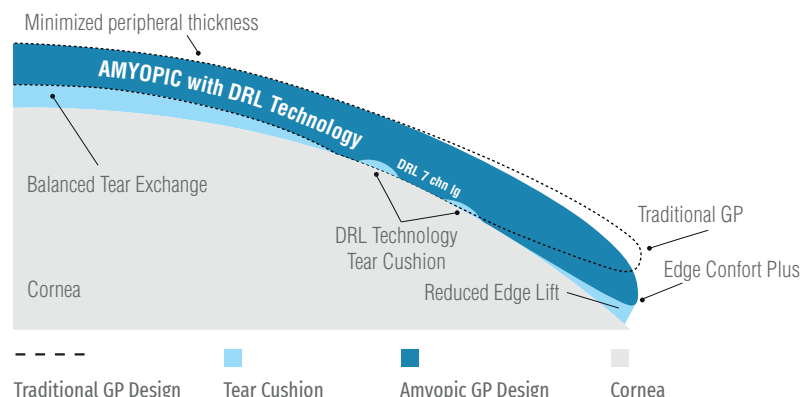 Minimized peripheral thickness
AMYOPIC with DRL Technology
Balanced Tear Exchange
DRL 7 chn lg
DRL Technology
Tear Cushion
Traditional GP
Edge Confort Plus
Reduced Edge Lift
Cornea
Traditional GP Design
Tear Cushion
Amyopic GP Design
Cornea